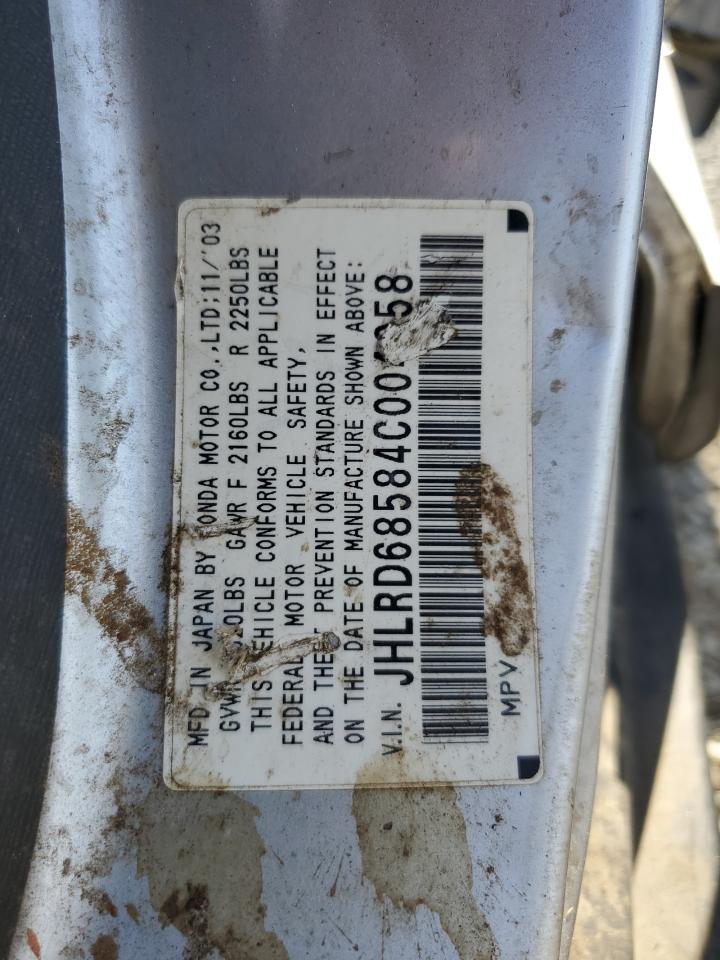 MFD IN JAPAN BY HONDA MOTOR CO.,LTD:11/'03
GVWR LBS GAWR F 2160LBS R 2250LBS
THIS VEHICLE CONFORMS TO ALL APPLICABLE
FEDERAL MOTOR VEHICLE SAFETY,
AND THEFT PREVENTION STANDARDS IN EFFECT
ON THE DATE OF MANUFACTURE SHOWN ABOVE:
V.I.N.
MPV